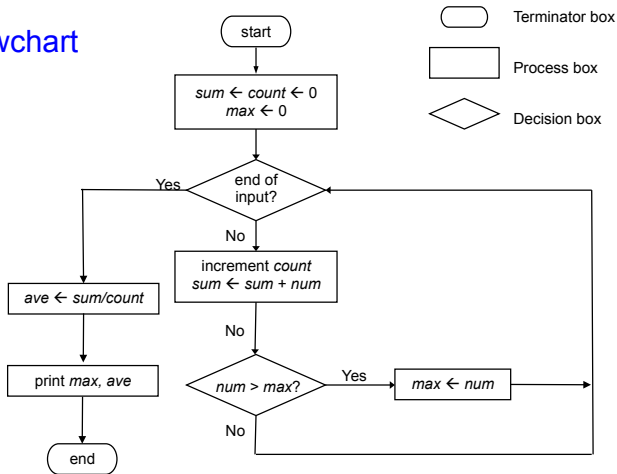 wchart
start
Terminator box
Process box
Decision box
sum ← count ← 0
max ← 0
end of
input?
Yes
No
increment count
sum ← sum + num
No
ave ← sum/count
num > max?
Yes
max ← num
print max, ave
No
end